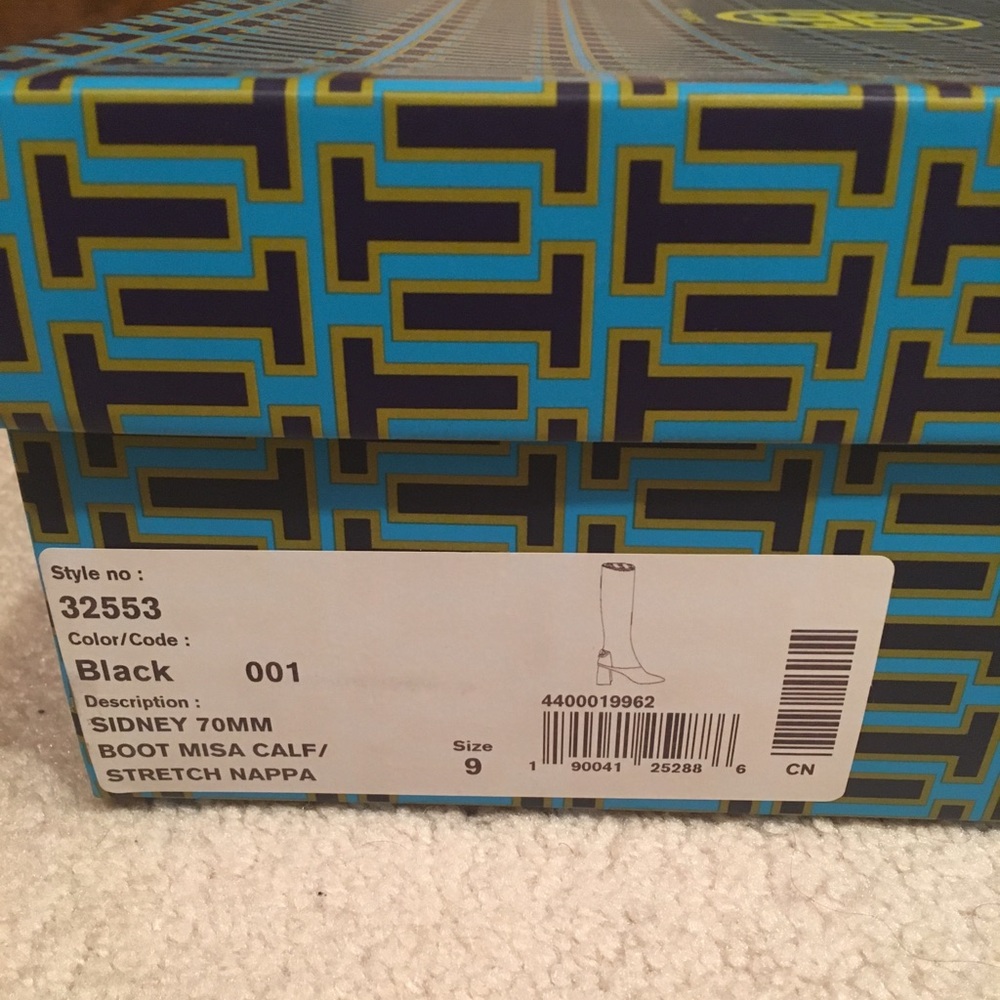 Style no :
32553
Color/Code :
Black 001
Description :
SIDNEY 70MM
BOOT MISA CALF/
STRETCH NAPPA
Size
9
4400019962
1 90041 25288 6
CN